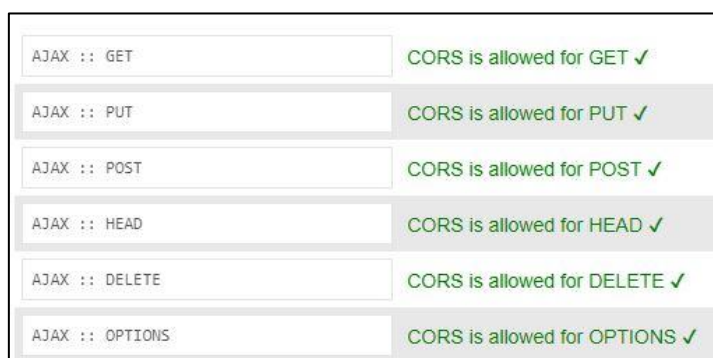 AJAX :: GET CORS is allowed for GET ✓
AJAX :: PUT CORS is allowed for PUT ✓
AJAX :: POST CORS is allowed for POST ✓
AJAX :: HEAD CORS is allowed for HEAD ✓
AJAX :: DELETE CORS is allowed for DELETE ✓
AJAX :: OPTIONS CORS is allowed for OPTIONS ✓